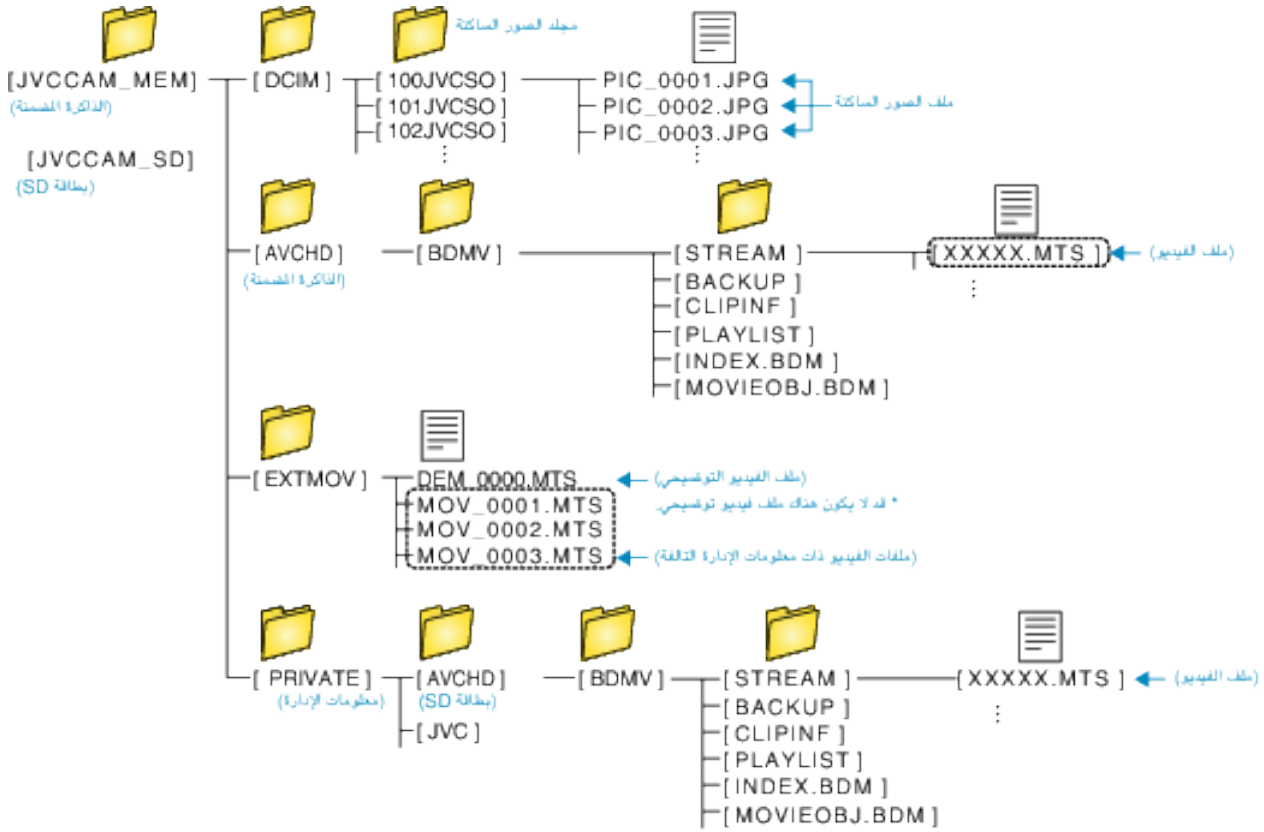 مجلد الصور الساكتة
[JVCCAM_MEM]
[DCIM]
[100JVCSO]
PIC_0001.JPG
(الذاكرة المضمنة)
[101JVCSO]
PIC_0002.JPG
ملف الصور الساكتة
[102JVCSO]
PIC_0003.JPG
[JVCCAM_SD]
(بطاقة SD)
[AVCHD]
[BDMV]
[STREAM]
[XXXXX.MTS]
(ملف الفيديو)
(الذاكرة المضمنة)
[BACKUP]
[CLIPINF]
[PLAYLIST]
[INDEX.BDM]
[MOVIEOBJ.BDM]
[EXTMOV]
DEM_0000.MTS
(ملف الفيديو التوضيحي)
MOV_0001.MTS
* قد لا يكون هناك ملف فيديو توضيحي.
MOV_0002.MTS
MOV_0003.MTS
(ملفات الفيديو ذات معلومات الإدارة التالفة)
[PRIVATE]
[AVCHD]
[BDMV]
[STREAM]
[XXXXX.MTS]
(ملف الفيديو)
(معلومات الإدارة)
(بطاقة SD)
[BACKUP]
[JVC]
[CLIPINF]
[PLAYLIST]
[INDEX.BDM]
[MOVIEOBJ.BDM]